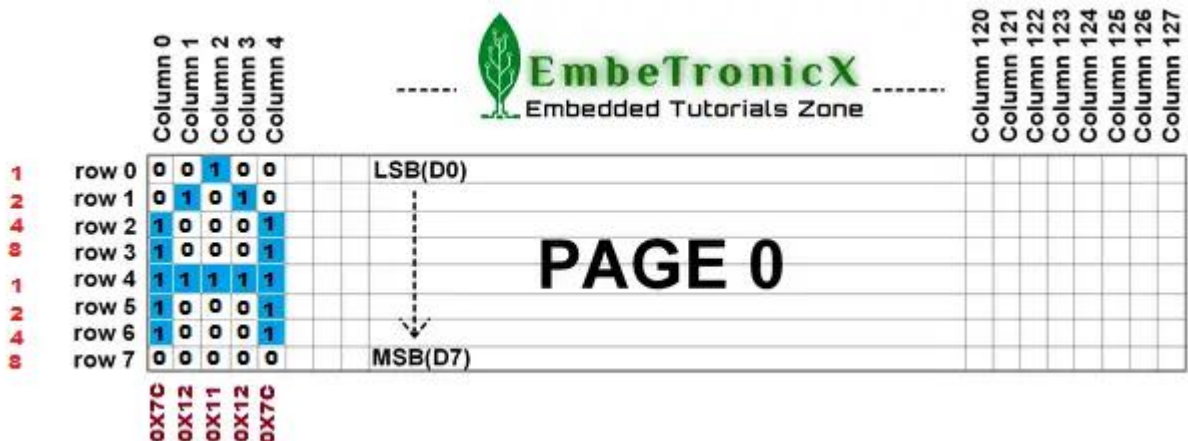 Column 0
Column 1
Column 2
Column 3
Column 4
EmbeTronicX
Embedded Tutorials Zone
Column 120
Column 121
Column 122
Column 123
Column 124
Column 125
Column 126
Column 127
1 row 0 0 0 1 0 0 LSB(D0)
2 row 1 0 1 0 1 0
4 row 2 1 0 0 0 1
8 row 3 1 0 0 0 1
1 row 4 1 1 1 1 1
2 row 5 1 0 0 0 1
4 row 6 1 0 0 0 1
8 row 7 0 0 0 0 0 MSB(D7)
PAGE 0
0X7C
0X12
0X11
0X12
0X7C